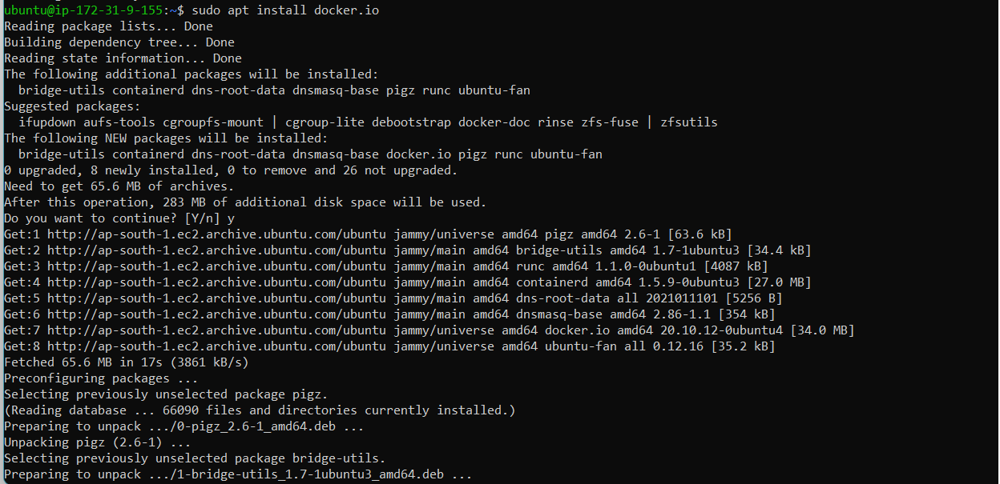 ubuntu@ip-172-31-9-155:~$ sudo apt install docker.io
Reading package lists... Done
Building dependency tree... Done
Reading state information... Done
The following additional packages will be installed:
  bridge-utils containerd dns-root-data dnsmasq-base pigz runc ubuntu-fan
Suggested packages:
  ifupdown aufs-tools cgroupfs-mount | cgroup-lite debootstrap docker-doc rinse zfs-fuse | zfsutils
The following NEW packages will be installed:
  bridge-utils containerd dns-root-data dnsmasq-base docker.io pigz runc ubuntu-fan
0 upgraded, 8 newly installed, 0 to remove and 26 not upgraded.
Need to get 65.6 MB of archives.
After this operation, 283 MB of additional disk space will be used.
Do you want to continue? [Y/n] y
Get:1 http://ap-south-1.ec2.archive.ubuntu.com/ubuntu jammy/universe amd64 pigz amd64 2.6-1 [63.6 kB]
Get:2 http://ap-south-1.ec2.archive.ubuntu.com/ubuntu jammy/main amd64 bridge-utils amd64 1.7-1ubuntu3 [34.4 kB]
Get:3 http://ap-south-1.ec2.archive.ubuntu.com/ubuntu jammy/main amd64 runc amd64 1.1.0-0ubuntu1 [4087 kB]
Get:4 http://ap-south-1.ec2.archive.ubuntu.com/ubuntu jammy/main amd64 containerd amd64 1.5.9-0ubuntu3 [27.0 MB]
Get:5 http://ap-south-1.ec2.archive.ubuntu.com/ubuntu jammy/main amd64 dns-root-data all 2021011101 [5256 B]
Get:6 http://ap-south-1.ec2.archive.ubuntu.com/ubuntu jammy/main amd64 dnsmasq-base amd64 2.86-1.1 [354 kB]
Get:7 http://ap-south-1.ec2.archive.ubuntu.com/ubuntu jammy/universe amd64 docker.io amd64 20.10.12-0ubuntu4 [34.0 MB]
Get:8 http://ap-south-1.ec2.archive.ubuntu.com/ubuntu jammy/universe amd64 ubuntu-fan all 0.12.16 [35.2 kB]
Fetched 65.6 MB in 17s (3861 kB/s)
Preconfiguring packages ...
Selecting previously unselected package pigz.
(Reading database ... 66090 files and directories currently installed.)
Preparing to unpack .../0-pigz_2.6-1_amd64.deb ...
Unpacking pigz (2.6-1) ...
Selecting previously unselected package bridge-utils.
Preparing to unpack .../1-bridge-utils_1.7-1ubuntu3_amd64.deb ...